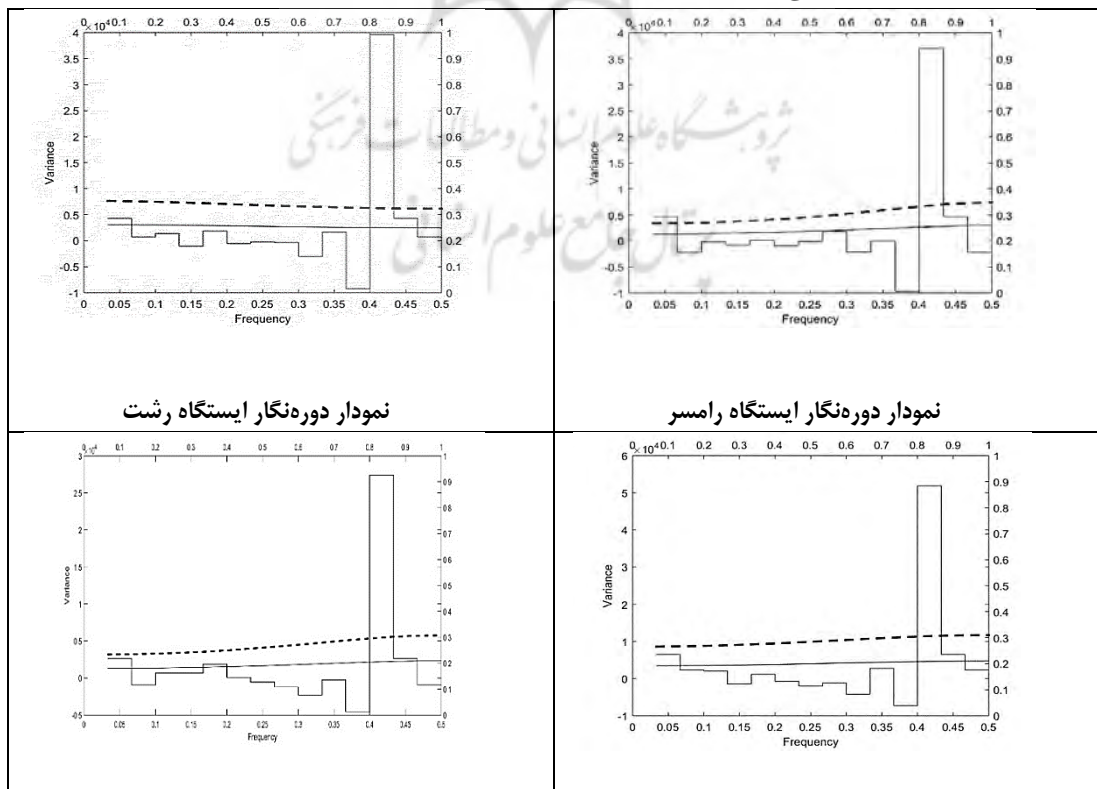 ×10⁴
0 0.1 0.2 0.3 0.4 0.5 0.6 0.7 0.8 0.9 1
4 3.5 3 2.5 2 1.5 1 0.5 0 -0.5 -1
1 0.9 0.8 0.7 0.6 0.5 0.4 0.3 0.2 0.1 0
Variance
0 0.05 0.1 0.15 0.2 0.25 0.3 0.35 0.4 0.45 0.5
Frequency
نمودار دوره‌نگار ایستگاه رشت
0 0.1 0.2 0.3 0.4 0.5 0.6 0.7 0.8 0.9 1
4 3.5 3 2.5 2 1.5 1 0.5 0 -0.5 -1
1 0.9 0.8 0.7 0.6 0.5 0.4 0.3 0.2 0.1 0
Variance
0 0.05 0.1 0.15 0.2 0.25 0.3 0.35 0.4 0.45 0.5
Frequency
نمودار دوره‌نگار ایستگاه رامسر
پژوهشگاه علوم انسانی و مطالعات فرهنگی
پرتال جامع علوم انسانی
0 0.1 0.2 0.3 0.4 0.5 0.6 0.7 0.8 0.9 1
3 2.5 2 1.5 1 0.5 0 -0.5
1 0.9 0.8 0.7 0.6 0.5 0.4 0.3 0.2 0.1 0
Variance
0 0.05 0.1 0.15 0.2 0.25 0.3 0.35 0.4 0.45 0.5
Frequency
×10⁴
0 0.1 0.2 0.3 0.4 0.5 0.6 0.7 0.8 0.9 1
6 5 4 3 2 1 0 -1
1 0.9 0.8 0.7 0.6 0.5 0.4 0.3 0.2 0.1 0
Variance
0 0.05 0.1 0.15 0.2 0.25 0.3 0.35 0.4 0.45 0.5
Frequency